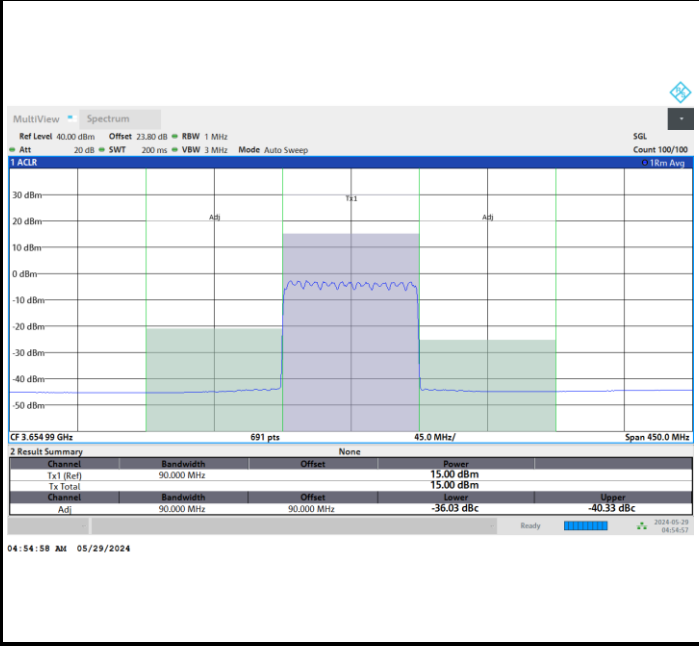 MultiView Spectrum
Ref Level 40.00 dBm Offset 23.80 dB RBW 1 MHz SGL
Att 20 dB SWT 200 ms VBW 3 MHz Mode Auto Sweep Count 100/100
1 ACLR 1Rm Avg
30 dBm
Tx1
20 dBm
Adj Adj
10 dBm
0 dBm
-10 dBm
-20 dBm
-30 dBm
-40 dBm
-50 dBm
CF 3.654 99 GHz 691 pts 45.0 MHz/ Span 450.0 MHz
2 Result Summary None
Channel Bandwidth Offset Power
Tx1 (Ref) 90.000 MHz 15.00 dBm
Tx Total 15.00 dBm
Channel Bandwidth Offset Lower Upper
Adj 90.000 MHz 90.000 MHz -36.03 dBc -40.33 dBc
Ready 2024-05-29
04:54:57
04:54:58 AM 05/29/2024